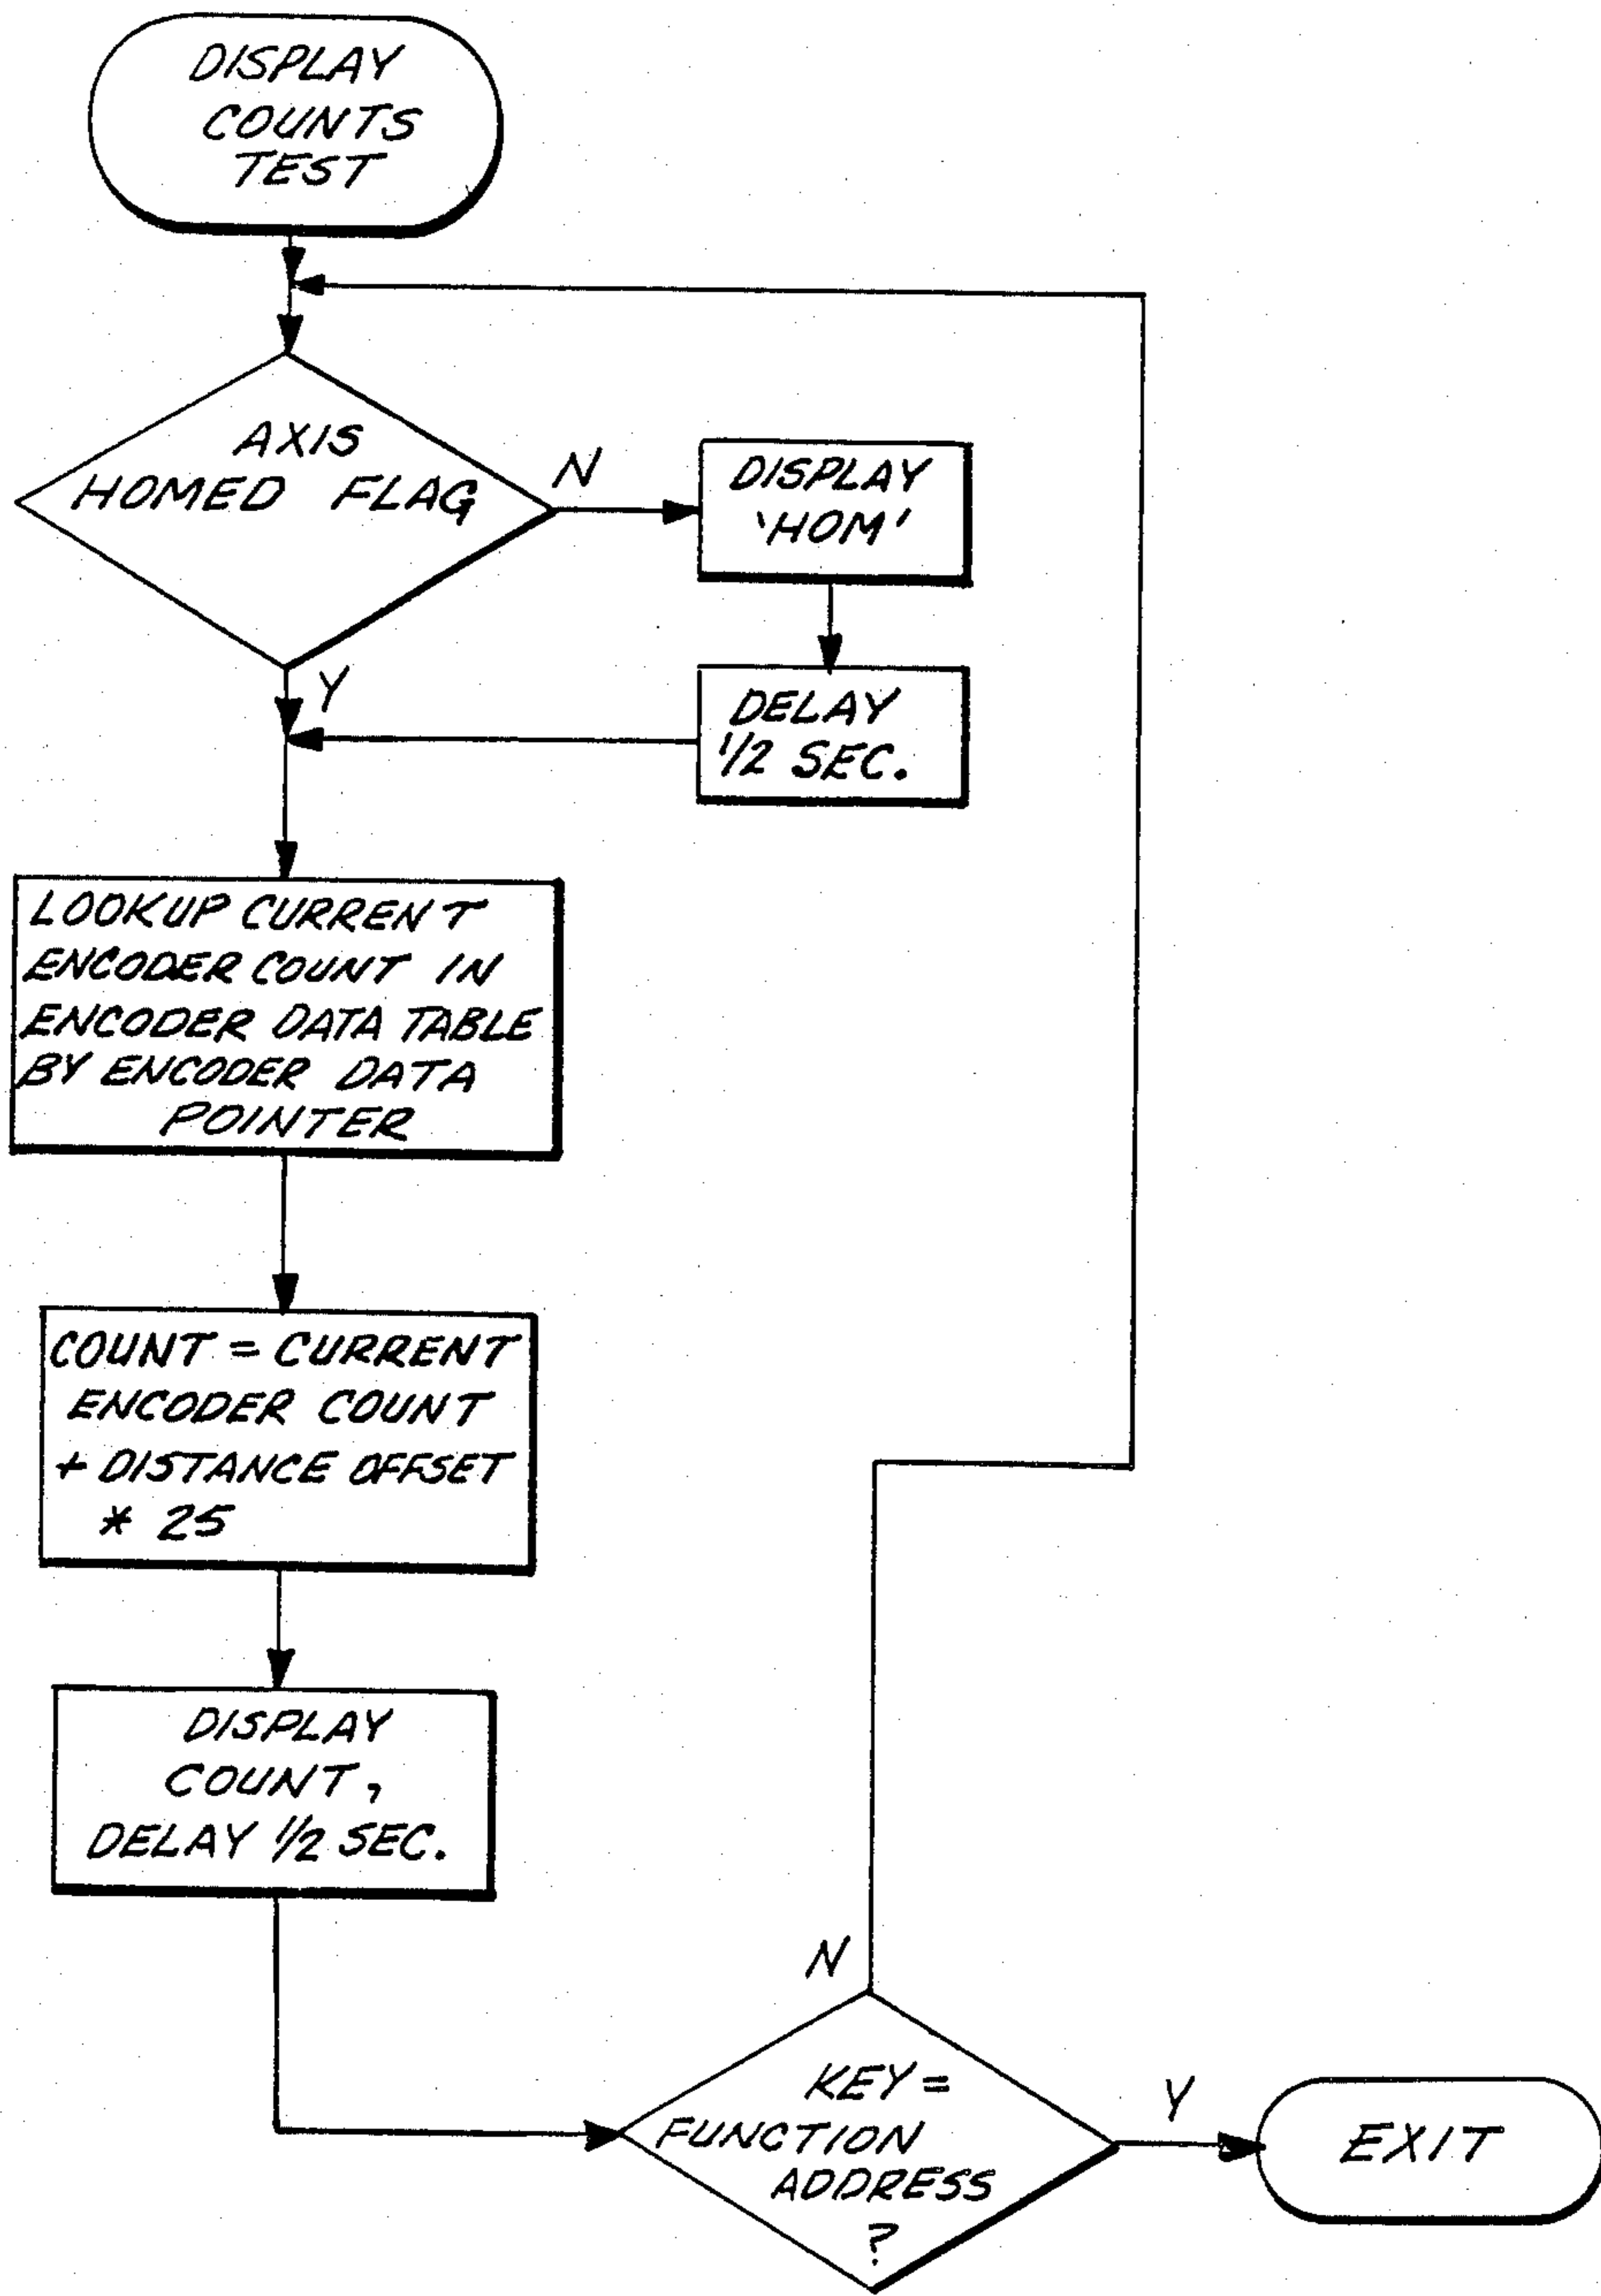 DISPLAY
COUNTS
TEST
AXIS
HOMED FLAG
N
DISPLAY
'HOM'
Y
DELAY
1/2 SEC.
LOOKUP CURRENT
ENCODER COUNT IN
ENCODER DATA TABLE
BY ENCODER DATA
POINTER
COUNT = CURRENT
ENCODER COUNT
+ DISTANCE OFFSET
* 25
DISPLAY
COUNT,
DELAY 1/2 SEC.
N
KEY =
FUNCTION
ADDRESS
?
Y
EXIT